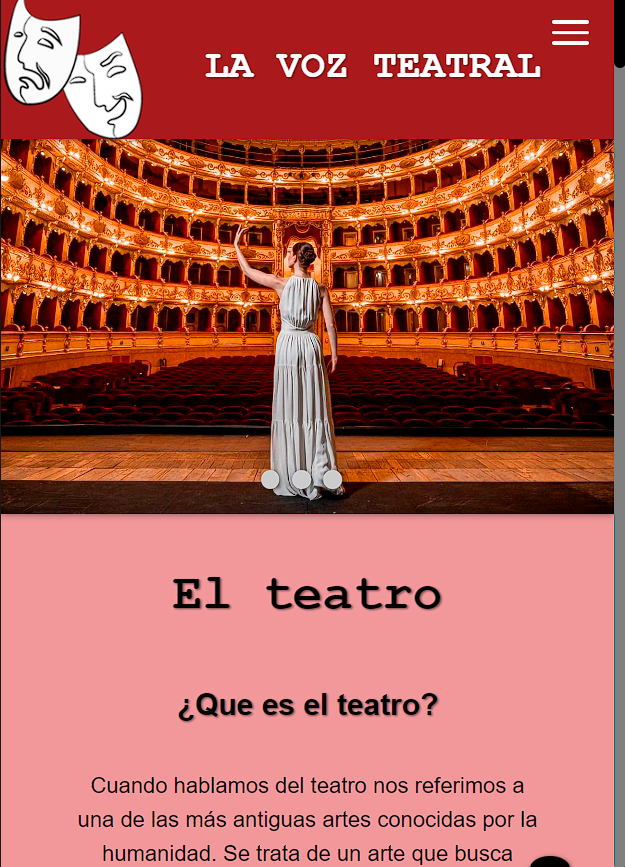 LA VOZ TEATRAL
El teatro
¿Que es el teatro?
Cuando hablamos del teatro nos referimos a
una de las más antiguas artes conocidas por la
humanidad. Se trata de un arte que busca